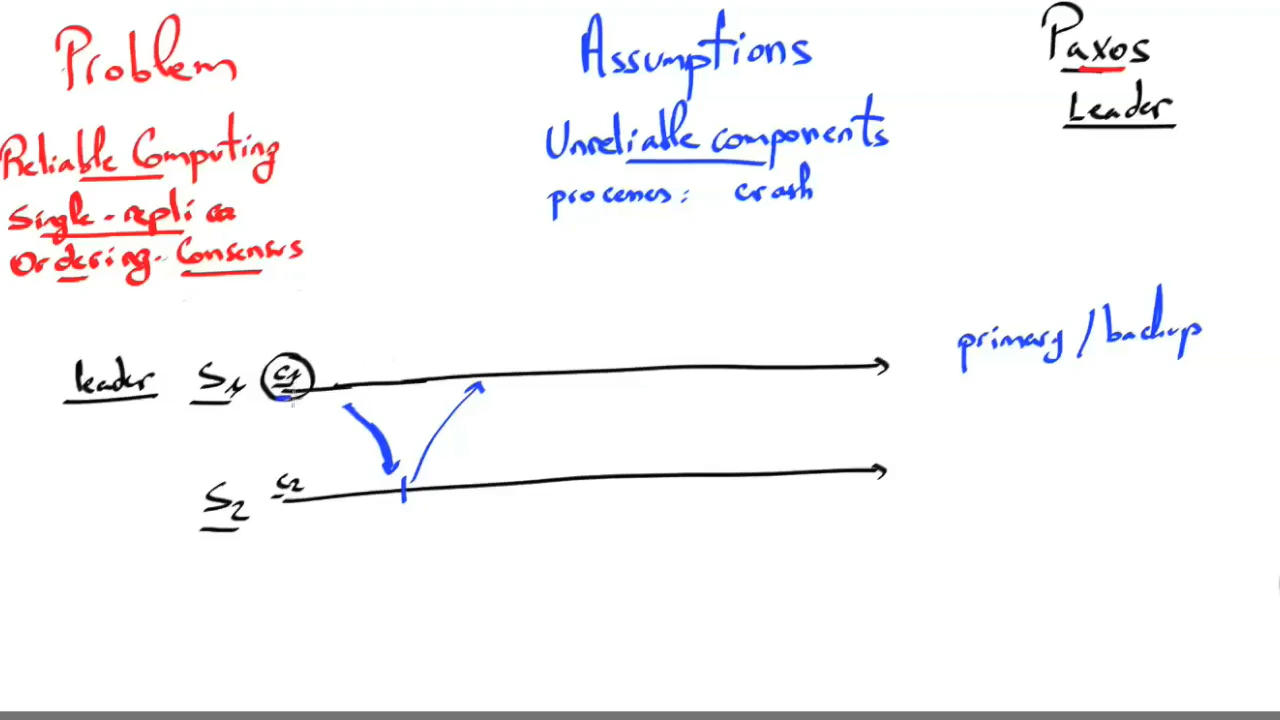 Problem
Reliable Computing
Single-replica
Ordering. Consensus
Assumptions
Unreliable components
processes: crash
Paxos
Leader
primary/backup
leader S1 C1
S2 C2